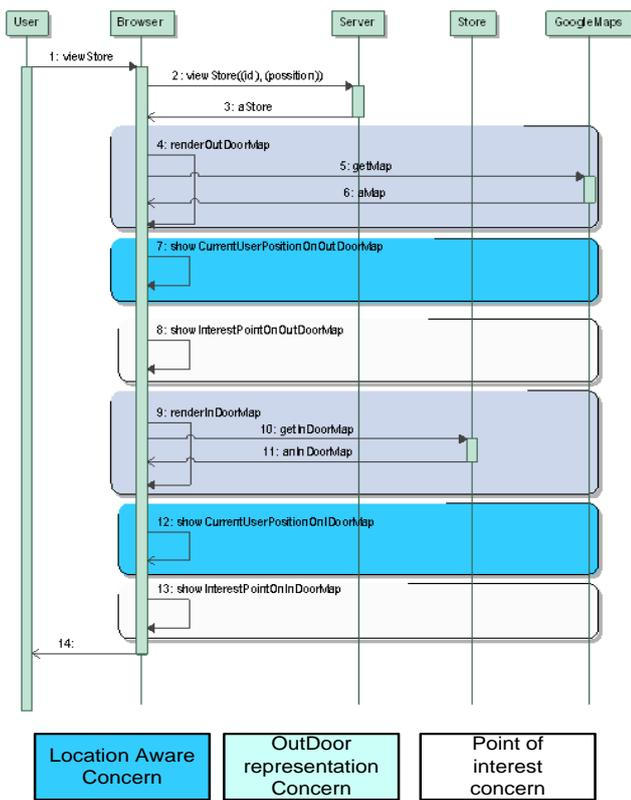 User
Browser
Server
Store
GoogleMaps
1: viewStore
2: view Store((id), (possition))
3: aStore
4: renderOutDoorMap
5: getMap
6: aMap
7: show CurrentUserPositionOnOutDoorMap
8: show InterestPointOnOutDoorMap
9: renderInDoorMap
10: getInDoorMap
11: anInDoorMap
12: show CurrentUserPositionOnIDoorMap
13: show InterestPointOnInDoorMap
14:
Location Aware
Concern
OutDoor
representation
Concern
Point of
interest
concern